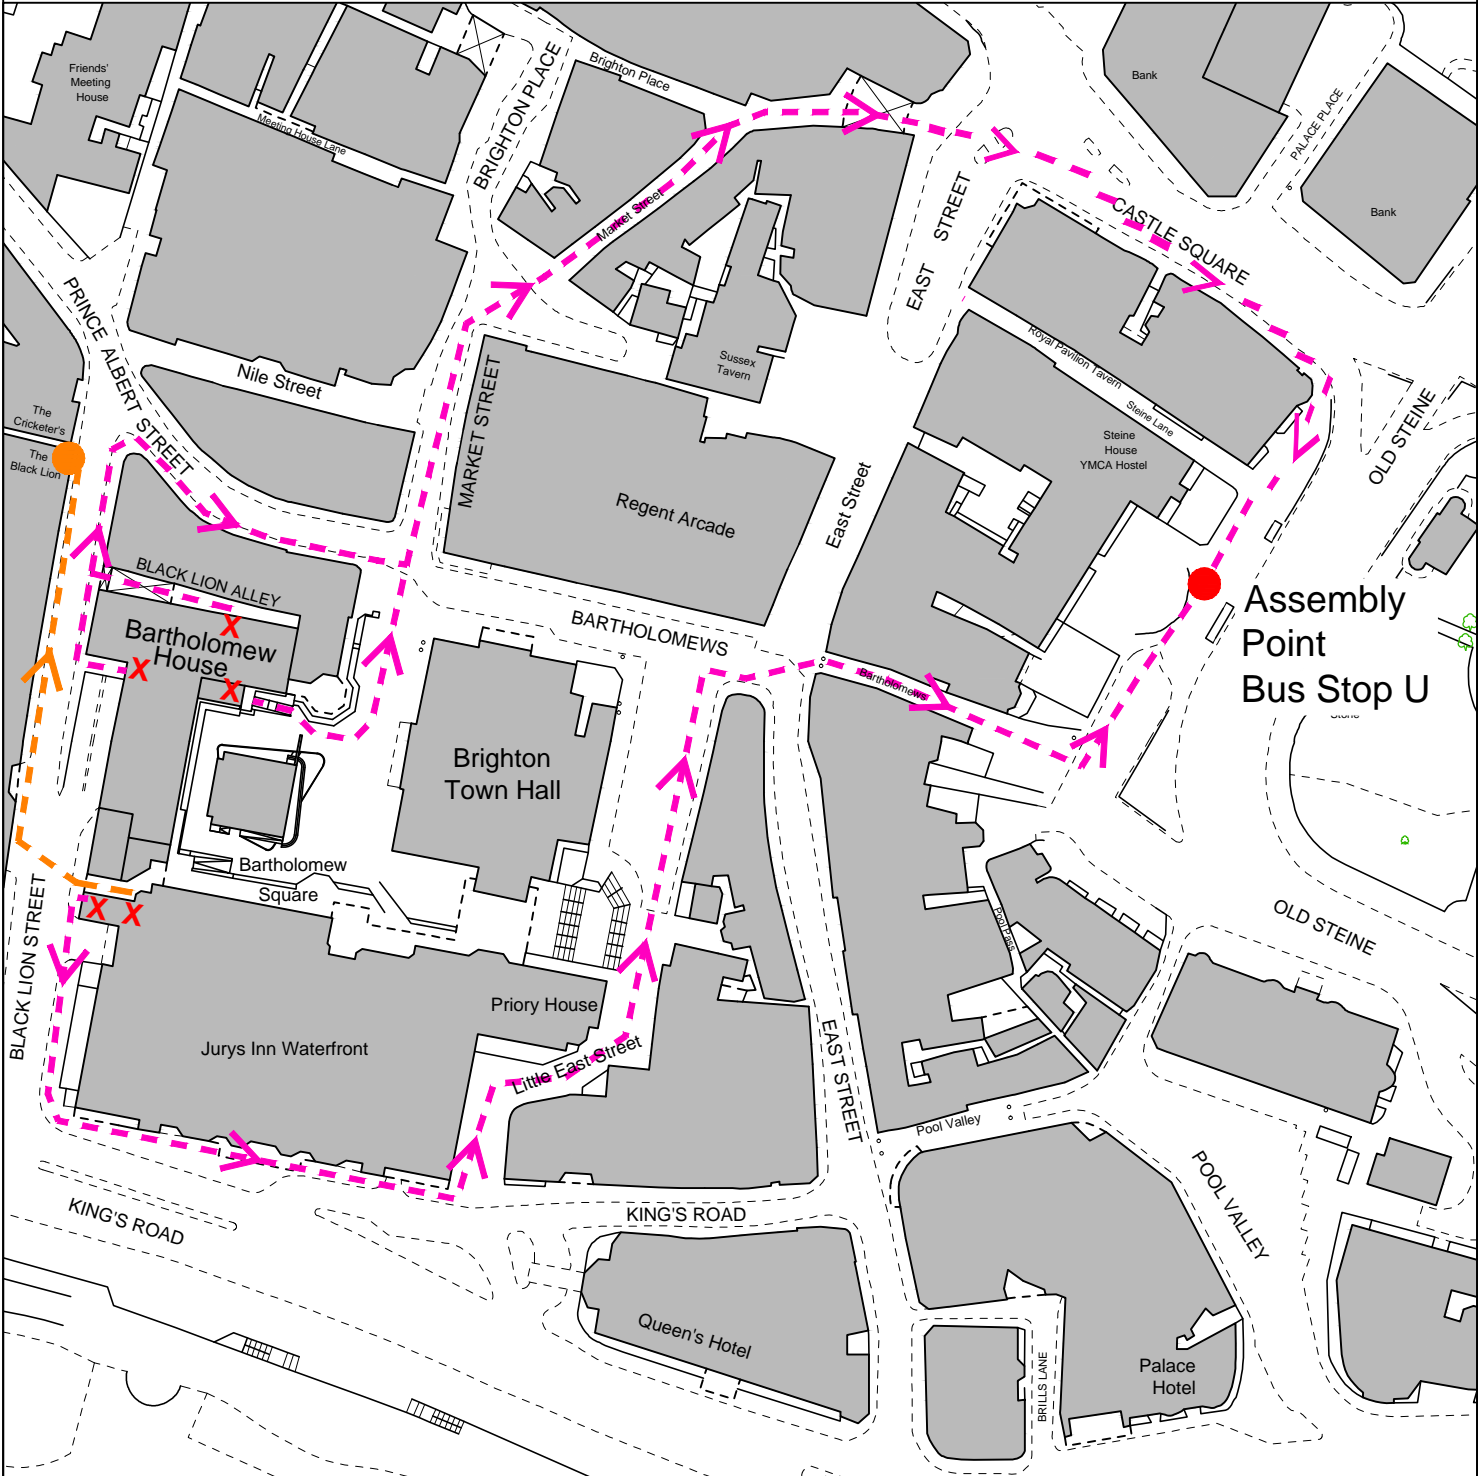 Friends'
Meeting
House
Meeting House Lane
BRIGHTON PLACE
Brighton Place
Bank
PALACE PLACE
Bank
Market Street
EAST STREET
CASTLE SQUARE
PRINCE ALBERT STREET
Nile Street
MARKET STREET
Sussex
Tavern
Royal Pavilion Tavern
Steine Lane
Steine
House
YMCA Hostel
OLD STEINE
The
Cricketer's
The
Black Lion
Regent Arcade
East Street
BLACK LION ALLEY
X
Bartholomew
House
X
X
BARTHOLOMEWS
Bartholomews
Assembly
Point
Bus Stop U
Brighton
Town Hall
Bartholomew
Square
X
X
BLACK LION STREET
Pool Pass
OLD STEINE
Priory House
Jurys Inn Waterfront
Little East Street
EAST STREET
Pool Valley
POOL VALLEY
KING'S ROAD
KING'S ROAD
Queen's Hotel
BRILLS LANE
Palace
Hotel